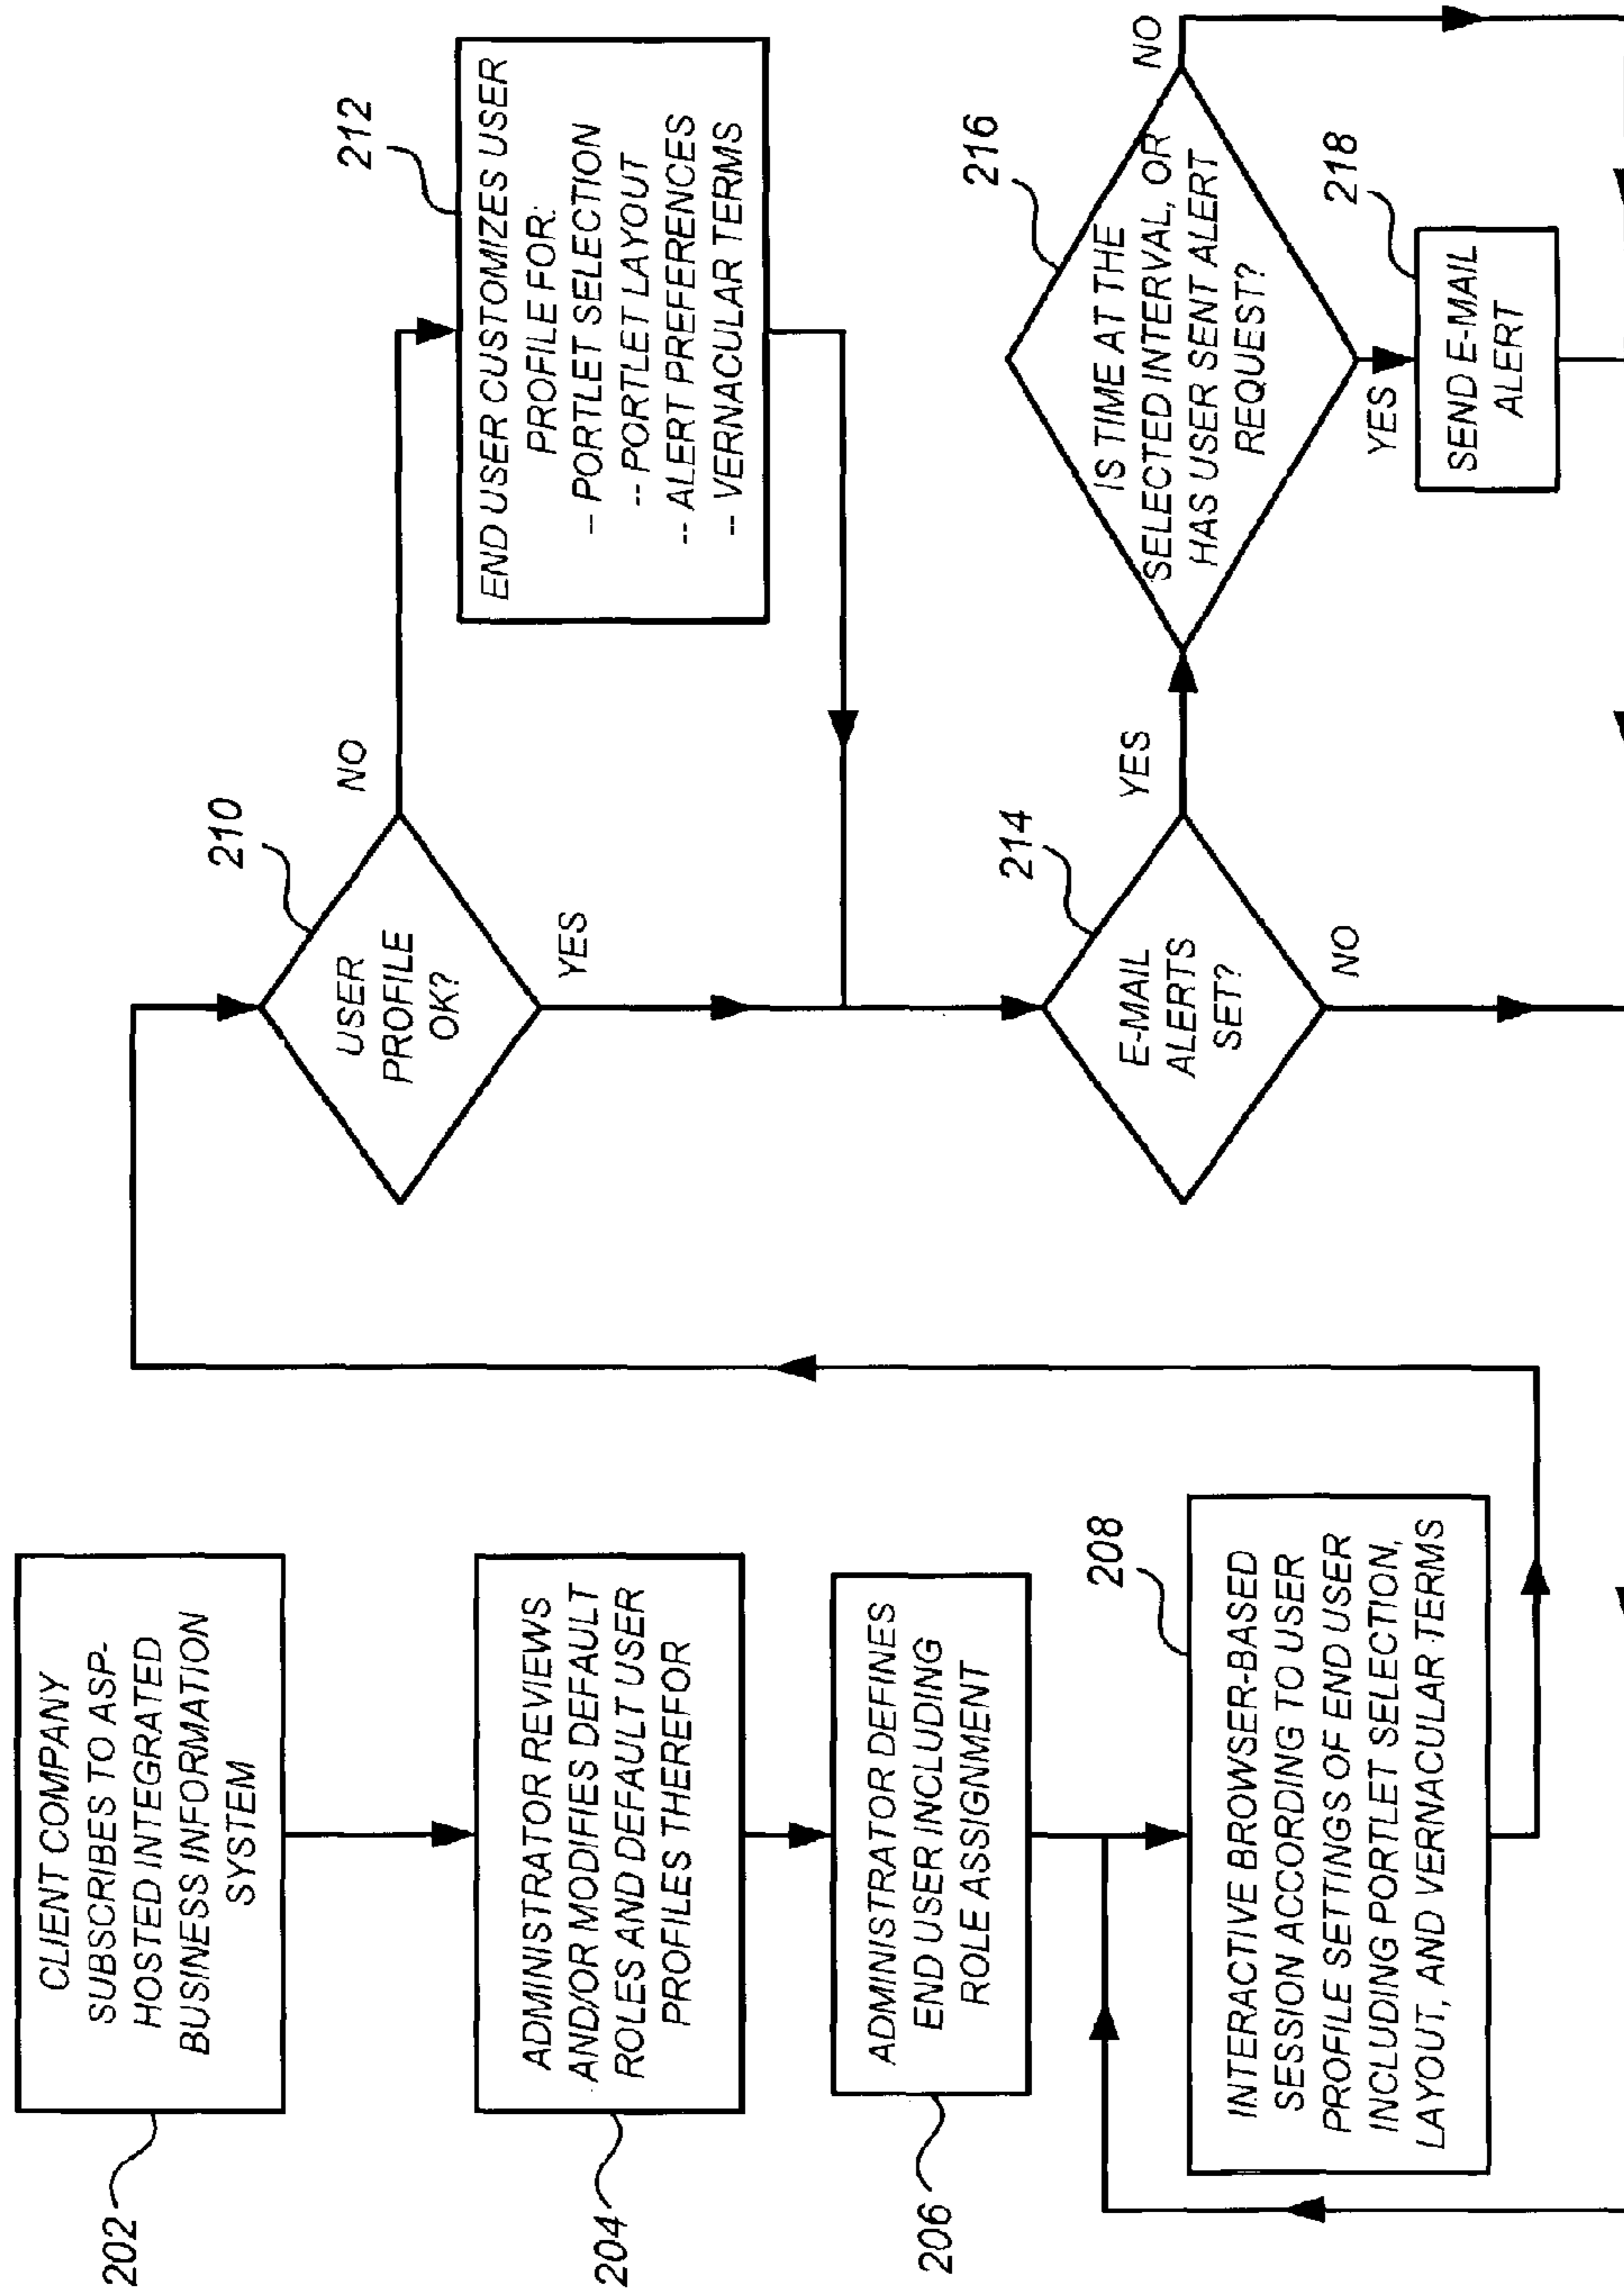 202
CLIENT COMPANY
SUBSCRIBES TO ASP-
HOSTED INTEGRATED
BUSINESS INFORMATION
SYSTEM
204
ADMINISTRATOR REVIEWS
AND/OR MODIFIES DEFAULT
ROLES AND DEFAULT USER
PROFILES THEREFOR
206
ADMINISTRATOR DEFINES
END USER INCLUDING
ROLE ASSIGNMENT
208
INTERACTIVE BROWSER-BASED
SESSION ACCORDING TO USER
PROFILE SETTINGS OF END USER
INCLUDING PORTLET SELECTION,
LAYOUT, AND VERNACULAR TERMS
210
USER
PROFILE
OK?
NO
YES
212
END USER CUSTOMIZES USER
PROFILE FOR:
-- PORTLET SELECTION
-- PORTLET LAYOUT
-- ALERT PREFERENCES
-- VERNACULAR TERMS
214
E-MAIL
ALERTS
SET?
YES
NO
216
IS TIME AT THE
SELECTED INTERVAL, OR
HAS USER SENT ALERT
REQUEST?
NO
YES
218
SEND E-MAIL
ALERT